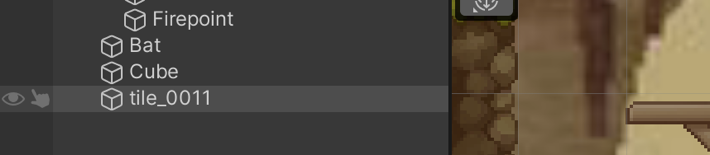 Firepoint
Bat
Cube
tile_0011